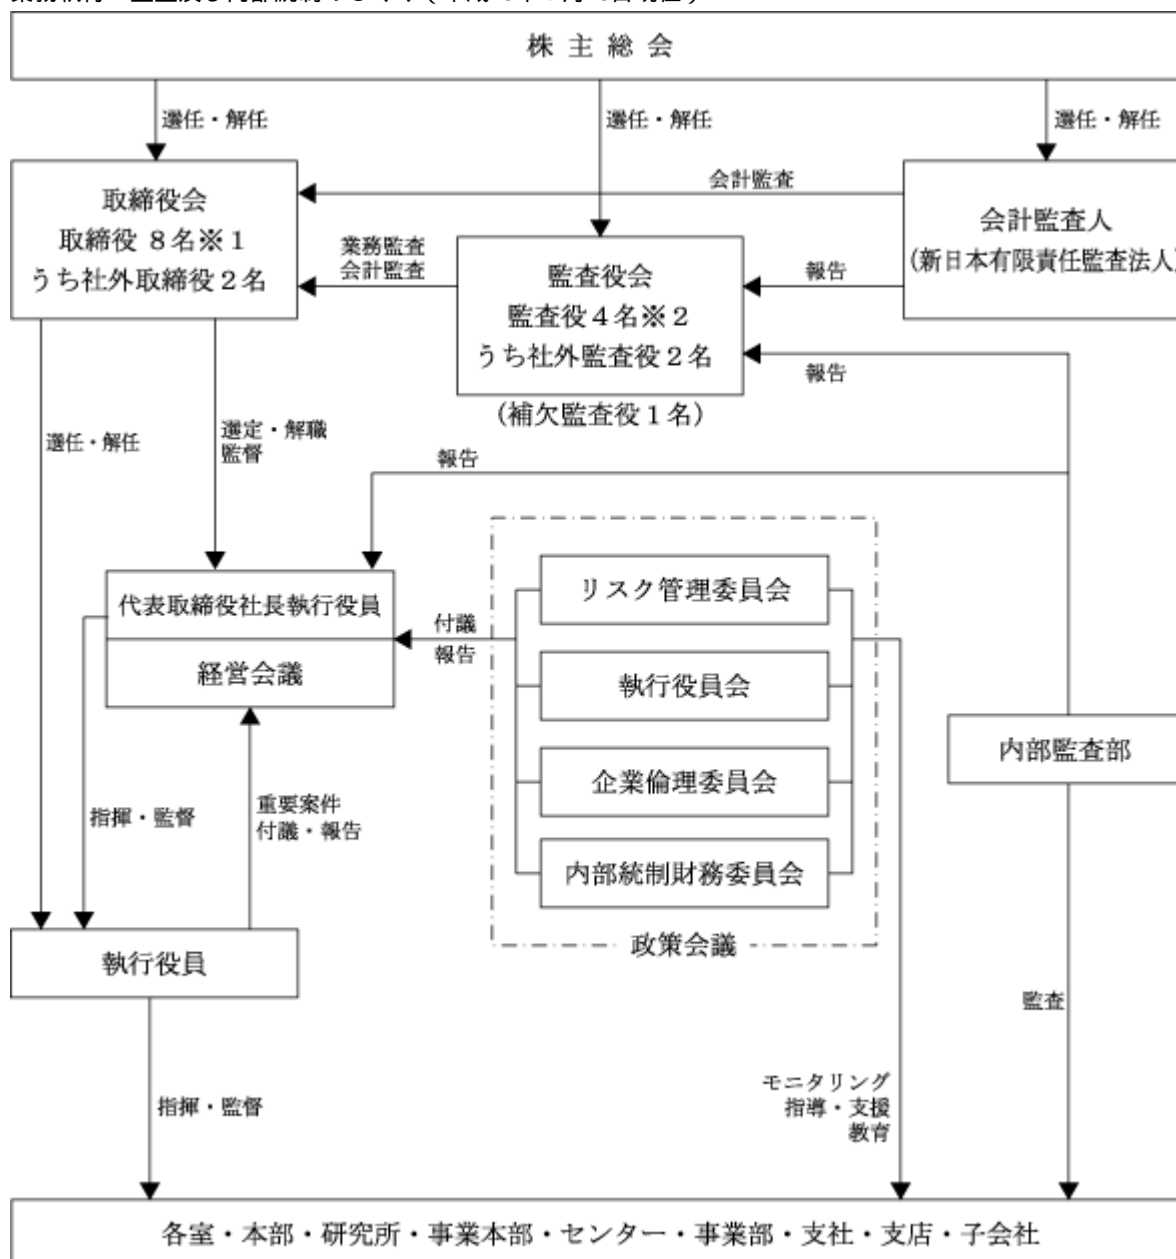 株主総会
選任・解任
選任・解任
選任・解任
取締役会
取締役 8名※1
うち社外取締役2名
会計監査
会計監査人
(新日本有限責任監査法人)
業務監査
会計監査
監査役会
監査役4名※2
うち社外監査役2名
(補欠監査役1名)
報告
報告
選任・解任
選定・解職
監督
報告
代表取締役社長執行役員
経営会議
付議
報告
リスク管理委員会
執行役員会
企業倫理委員会
内部統制財務委員会
政策会議
内部監査部
指揮・監督
重要案件
付議・報告
執行役員
監査
指揮・監督
モニタリング
指導・支援
教育
各室・本部・研究所・事業本部・センター・事業部・支社・支店・子会社